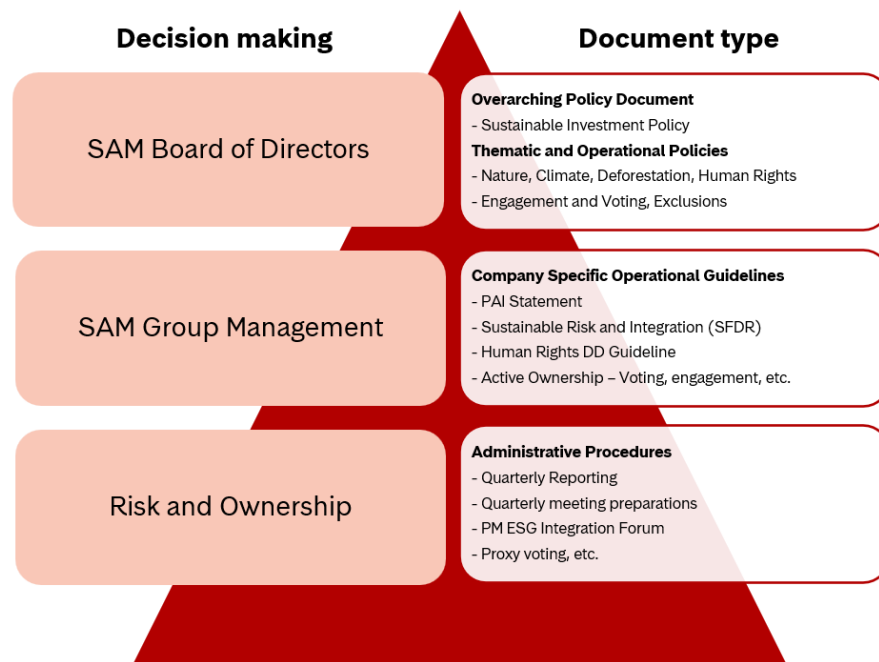 Decision making
Document type
SAM Board of Directors
Overarching Policy Document
- Sustainable Investment Policy
Thematic and Operational Policies
- Nature, Climate, Deforestation, Human Rights
- Engagement and Voting, Exclusions
SAM Group Management
Company Specific Operational Guidelines
- PAI Statement
- Sustainable Risk and Integration (SFDR)
- Human Rights DD Guideline
- Active Ownership – Voting, engagement, etc.
Risk and Ownership
Administrative Procedures
- Quarterly Reporting
- Quarterly meeting preparations
- PM ESG Integration Forum
- Proxy voting, etc.